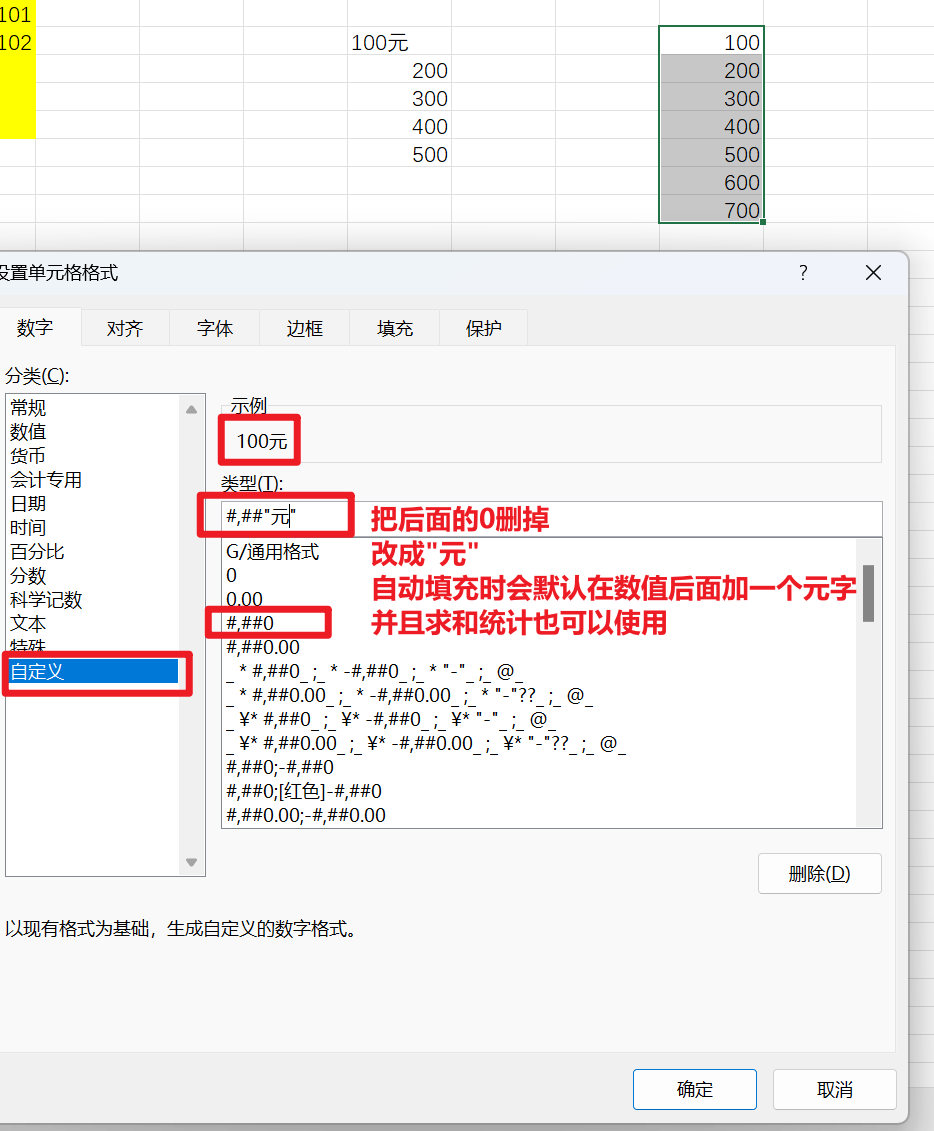 101
102
100元
100
200
200
300
300
400
400
500
500
600
700
设置单元格格式
?
数字
对齐
字体
边框
填充
保护
分类(C):
常规
数值
货币
会计专用
日期
时间
百分比
分数
科学记数
文本
特殊
自定义
示例
100元
类型(T):
#,##"元"
把后面的0删掉
改成"元"
自动填充时会默认在数值后面加一个元字
并且求和统计也可以使用
G/通用格式
0
0.00
#,##0
#,##0.00
_ * #,##0_ ;_ * -#,##0_ ;_ * "-"_ ;_ @_
_ * #,##0.00_ ;_ * -#,##0.00_ ;_ * "-"??_ ;_ @_
_ ¥* #,##0_ ;_ ¥* -#,##0_ ;_ ¥* "-"_ ;_ @_
_ ¥* #,##0.00_ ;_ ¥* -#,##0.00_ ;_ ¥* "-"??_ ;_ @_
#,##0;-#,##0
#,##0;[红色]-#,##0
#,##0.00;-#,##0.00
删除(D)
以现有格式为基础，生成自定义的数字格式。
确定
取消